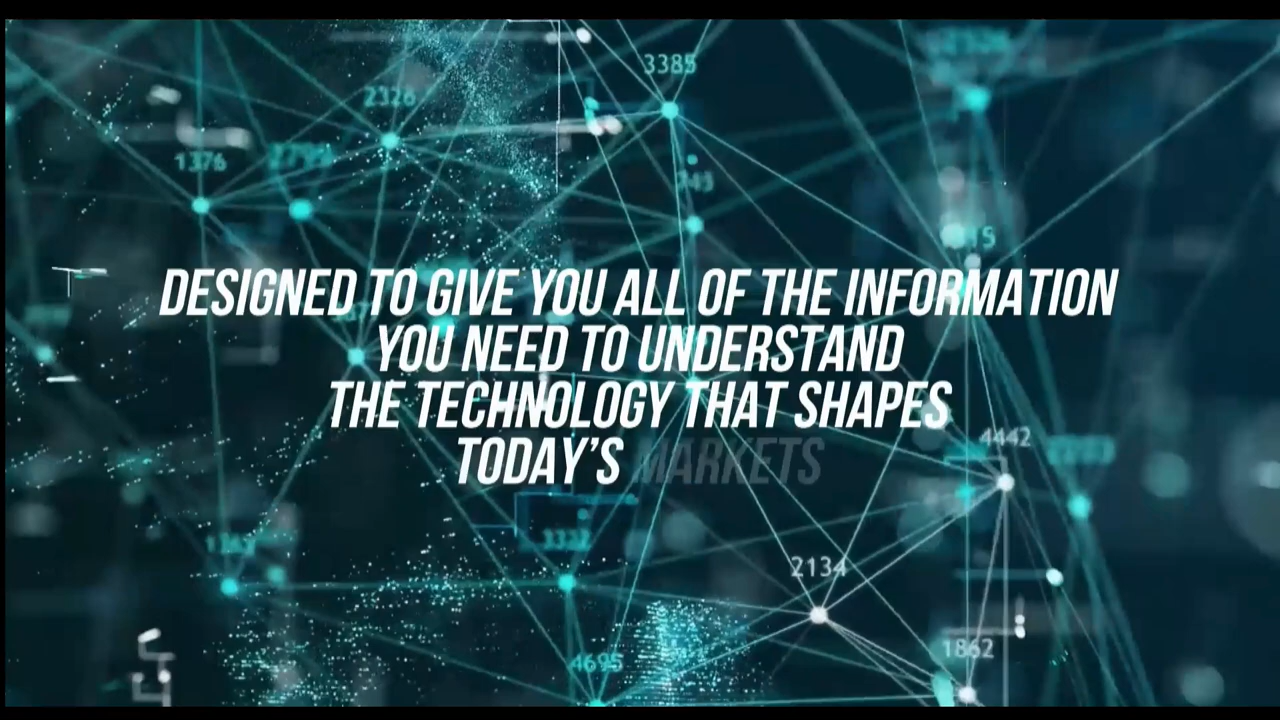 3385
2326
1376
DESIGNED TO GIVE YOU ALL OF THE INFORMATION
YOU NEED TO UNDERSTAND
THE TECHNOLOGY THAT SHAPES
TODAY'S MARKETS
4442
3332
2134
1862
4695